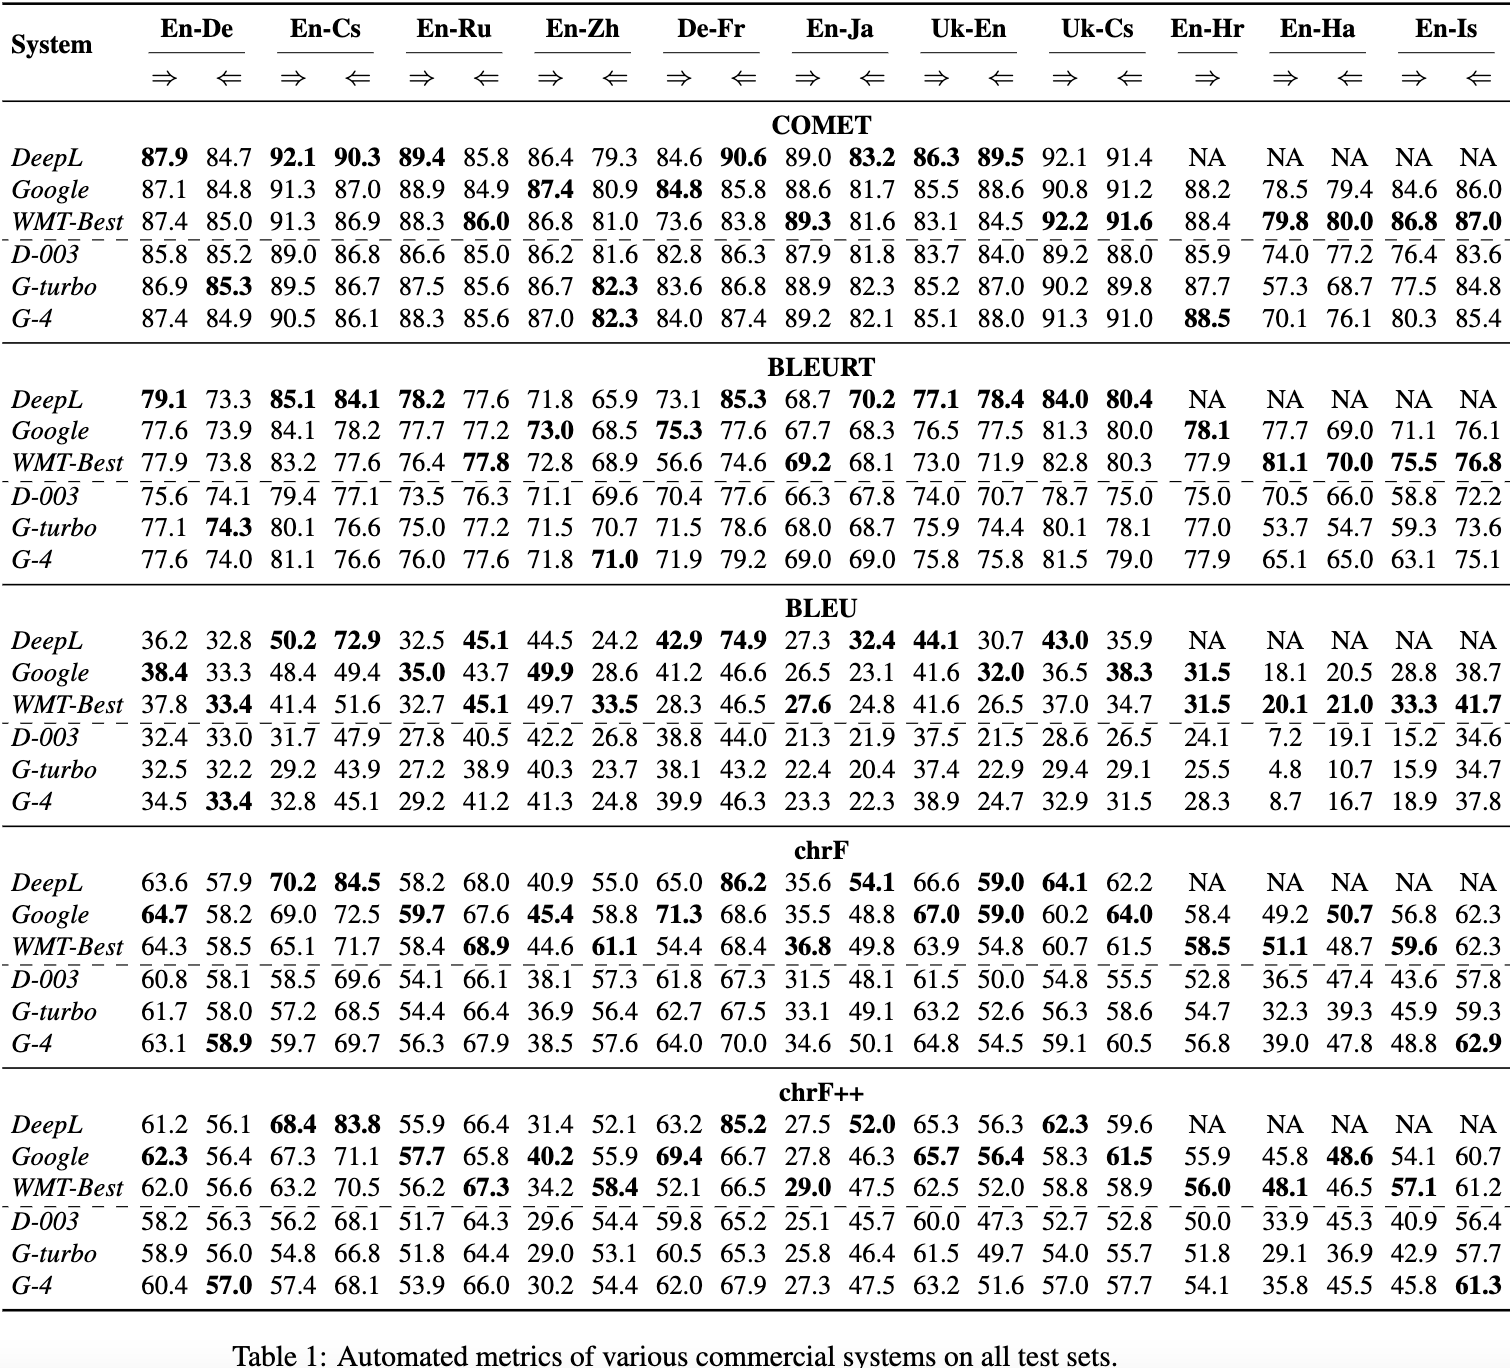 System En-De En-Cs En-Ru En-Zh De-Fr En-Ja Uk-En Uk-Cs En-Hr En-Ha En-Is
⇒ ⇐ ⇒ ⇐ ⇒ ⇐ ⇒ ⇐ ⇒ ⇐ ⇒ ⇐ ⇒ ⇐ ⇒ ⇐ ⇒ ⇒ ⇐ ⇒ ⇐
COMET
DeepL 87.9 84.7 92.1 90.3 89.4 85.8 86.4 79.3 84.6 90.6 89.0 83.2 86.3 89.5 92.1 91.4 NA NA NA NA NA
Google 87.1 84.8 91.3 87.0 88.9 84.9 87.4 80.9 84.8 85.8 88.6 81.7 85.5 88.6 90.8 91.2 88.2 78.5 79.4 84.6 86.0
WMT-Best 87.4 85.0 91.3 86.9 88.3 86.0 86.8 81.0 73.6 83.8 89.3 81.6 83.1 84.5 92.2 91.6 88.4 79.8 80.0 86.8 87.0
D-003 85.8 85.2 89.0 86.8 86.6 85.0 86.2 81.6 82.8 86.3 87.9 81.8 83.7 84.0 89.2 88.0 85.9 74.0 77.2 76.4 83.6
G-turbo 86.9 85.3 89.5 86.7 87.5 85.6 86.7 82.3 83.6 86.8 88.9 82.3 85.2 87.0 90.2 89.8 87.7 57.3 68.7 77.5 84.8
G-4 87.4 84.9 90.5 86.1 88.3 85.6 87.0 82.3 84.0 87.4 89.2 82.1 85.1 88.0 91.3 91.0 88.5 70.1 76.1 80.3 85.4
BLEURT
DeepL 79.1 73.3 85.1 84.1 78.2 77.6 71.8 65.9 73.1 85.3 68.7 70.2 77.1 78.4 84.0 80.4 NA NA NA NA NA
Google 77.6 73.9 84.1 78.2 77.7 77.2 73.0 68.5 75.3 77.6 67.7 68.3 76.5 77.5 81.3 80.0 78.1 77.7 69.0 71.1 76.1
WMT-Best 77.9 73.8 83.2 77.6 76.4 77.8 72.8 68.9 56.6 74.6 69.2 68.1 73.0 71.9 82.8 80.3 77.9 81.1 70.0 75.5 76.8
D-003 75.6 74.1 79.4 77.1 73.5 76.3 71.1 69.6 70.4 77.6 66.3 67.8 74.0 70.7 78.7 75.0 75.0 70.5 66.0 58.8 72.2
G-turbo 77.1 74.3 80.1 76.6 75.0 77.2 71.5 70.7 71.5 78.6 68.0 68.7 75.9 74.4 80.1 78.1 77.0 53.7 54.7 59.3 73.6
G-4 77.6 74.0 81.1 76.6 76.0 77.6 71.8 71.0 71.9 79.2 69.0 69.0 75.8 75.8 81.5 79.0 77.9 65.1 65.0 63.1 75.1
BLEU
DeepL 36.2 32.8 50.2 72.9 32.5 45.1 44.5 24.2 42.9 74.9 27.3 32.4 44.1 30.7 43.0 35.9 NA NA NA NA NA
Google 38.4 33.3 48.4 49.4 35.0 43.7 49.9 28.6 41.2 46.6 26.5 23.1 41.6 32.0 36.5 38.3 31.5 18.1 20.5 28.8 38.7
WMT-Best 37.8 33.4 41.4 51.6 32.7 45.1 49.7 33.5 28.3 46.5 27.6 24.8 41.6 26.5 37.0 34.7 31.5 20.1 21.0 33.3 41.7
D-003 32.4 33.0 31.7 47.9 27.8 40.5 42.2 26.8 38.8 44.0 21.3 21.9 37.5 21.5 28.6 26.5 24.1 7.2 19.1 15.2 34.6
G-turbo 32.5 32.2 29.2 43.9 27.2 38.9 40.3 23.7 38.1 43.2 22.4 20.4 37.4 22.9 29.4 29.1 25.5 4.8 10.7 15.9 34.7
G-4 34.5 33.4 32.8 45.1 29.2 41.2 41.3 24.8 39.9 46.3 23.3 22.3 38.9 24.7 32.9 31.5 28.3 8.7 16.7 18.9 37.8
chrF
DeepL 63.6 57.9 70.2 84.5 58.2 68.0 40.9 55.0 65.0 86.2 35.6 54.1 66.6 59.0 64.1 62.2 NA NA NA NA NA
Google 64.7 58.2 69.0 72.5 59.7 67.6 45.4 58.8 71.3 68.6 35.5 48.8 67.0 59.0 60.2 64.0 58.4 49.2 50.7 56.8 62.3
WMT-Best 64.3 58.5 65.1 71.7 58.4 68.9 44.6 61.1 54.4 68.4 36.8 49.8 63.9 54.8 60.7 61.5 58.5 51.1 48.7 59.6 62.3
D-003 60.8 58.1 58.5 69.6 54.1 66.1 38.1 57.3 61.8 67.3 31.5 48.1 61.5 50.0 54.8 55.5 52.8 36.5 47.4 43.6 57.8
G-turbo 61.7 58.0 57.2 68.5 54.4 66.4 36.9 56.4 62.7 67.5 33.1 49.1 63.2 52.6 56.3 58.6 54.7 32.3 39.3 45.9 59.3
G-4 63.1 58.9 59.7 69.7 56.3 67.9 38.5 57.6 64.0 70.0 34.6 50.1 64.8 54.5 59.1 60.5 56.8 39.0 47.8 48.8 62.9
chrF++
DeepL 61.2 56.1 68.4 83.8 55.9 66.4 31.4 52.1 63.2 85.2 27.5 52.0 65.3 56.3 62.3 59.6 NA NA NA NA NA
Google 62.3 56.4 67.3 71.1 57.7 65.8 40.2 55.9 69.4 66.7 27.8 46.3 65.7 56.4 58.3 61.5 55.9 45.8 48.6 54.1 60.7
WMT-Best 62.0 56.6 63.2 70.5 56.2 67.3 34.2 58.4 52.1 66.5 29.0 47.5 62.5 52.0 58.8 58.9 56.0 48.1 46.5 57.1 61.2
D-003 58.2 56.3 56.2 68.1 51.7 64.3 29.6 54.4 59.8 65.2 25.1 45.7 60.0 47.3 52.7 52.8 50.0 33.9 45.3 40.9 56.4
G-turbo 58.9 56.0 54.8 66.8 51.8 64.4 29.0 53.1 60.5 65.3 25.8 46.4 61.5 49.7 54.0 55.7 51.8 29.1 36.9 42.9 57.7
G-4 60.4 57.0 57.4 68.1 53.9 66.0 30.2 54.4 62.0 67.9 27.3 47.5 63.2 51.6 57.0 57.7 54.1 35.8 45.5 45.8 61.3
Table 1: Automated metrics of various commercial systems on all test sets.